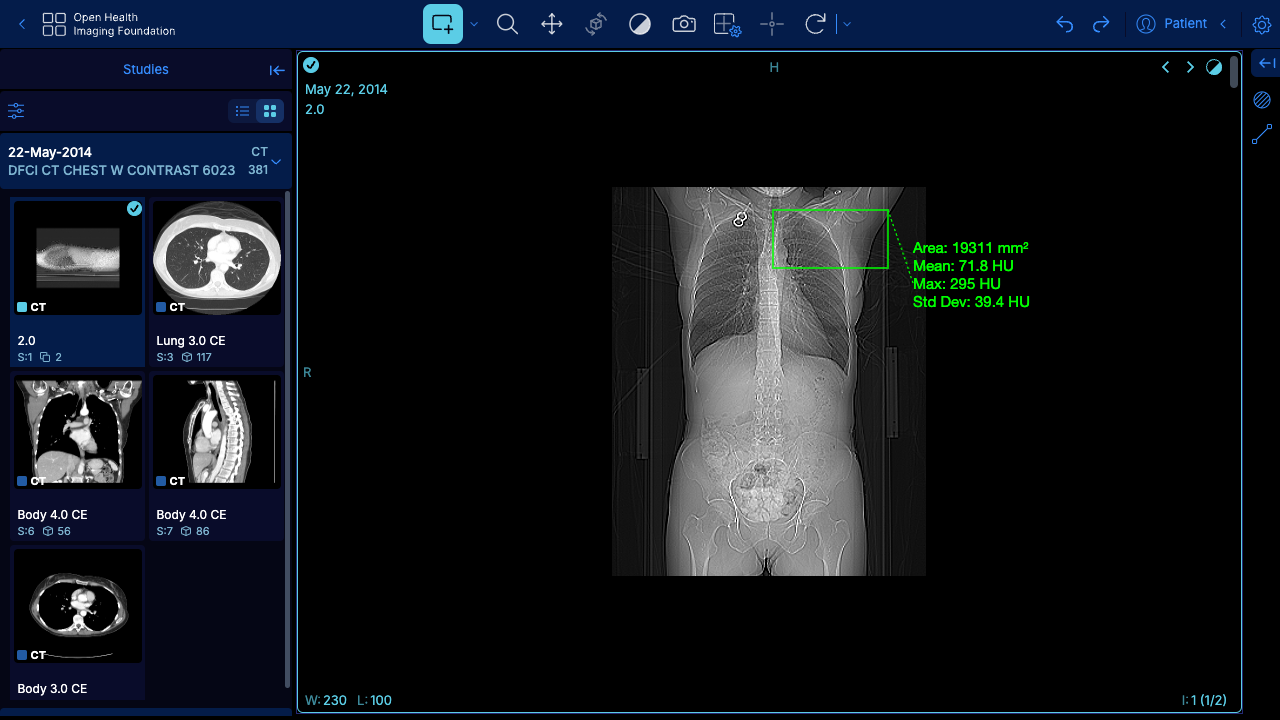 Open Health
Imaging Foundation
Patient
Studies
22-May-2014
CT
DFCI CT CHEST W CONTRAST 6023
381
CT
2.0
S:1
2
CT
Lung 3.0 CE
S:3
117
CT
Body 4.0 CE
S:6
56
CT
Body 4.0 CE
S:7
86
CT
Body 3.0 CE
H
May 22, 2014
2.0
R
Area: 19311 mm²
Mean: 71.8 HU
Max: 295 HU
Std Dev: 39.4 HU
W: 230 L: 100
I: 1 (1/2)